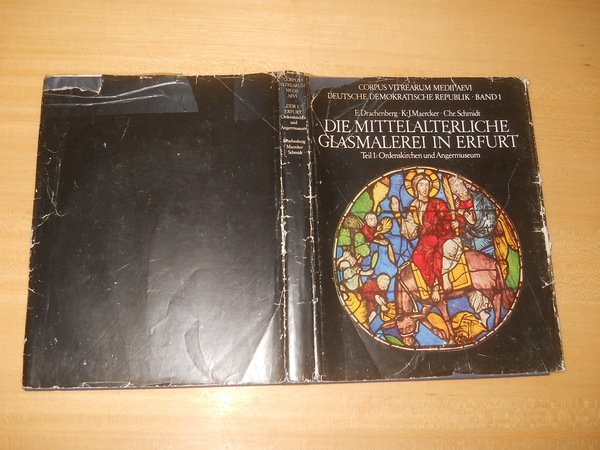 CORPUS VITREARUM MEDII AEVI
DEUTSCHE DEMOKRATISCHE REPUBLIK · BAND 1
E. Drachenberg · K.-J. Maercker · Chr. Schmidt
DIE MITTELALTERLICHE
GLASMALEREI IN ERFURT
Teil 1: Ordenskirchen und Angermuseum
CORPUS
VITREARUM
MEDII
AEVI
DDR 1
ERFURT
Ordenskirchen
und
Angermuseum
Drachenberg
Maercker
Schmidt